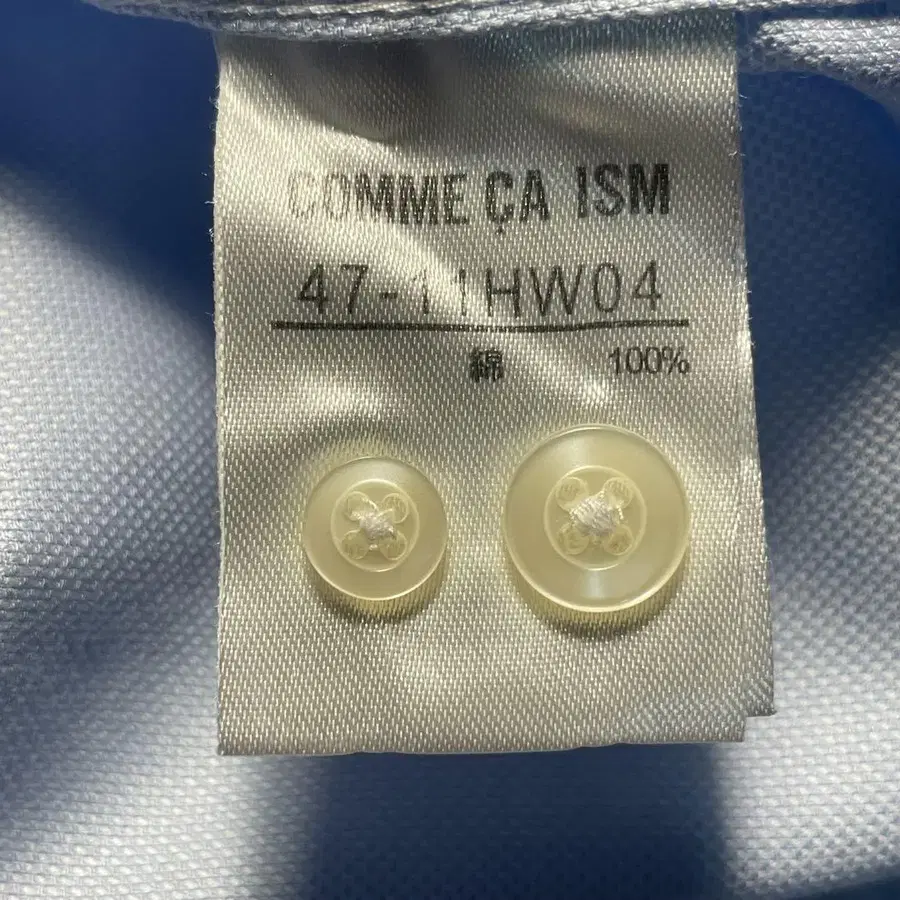 COMME ÇA ISM
47-11HW04
綿 100%